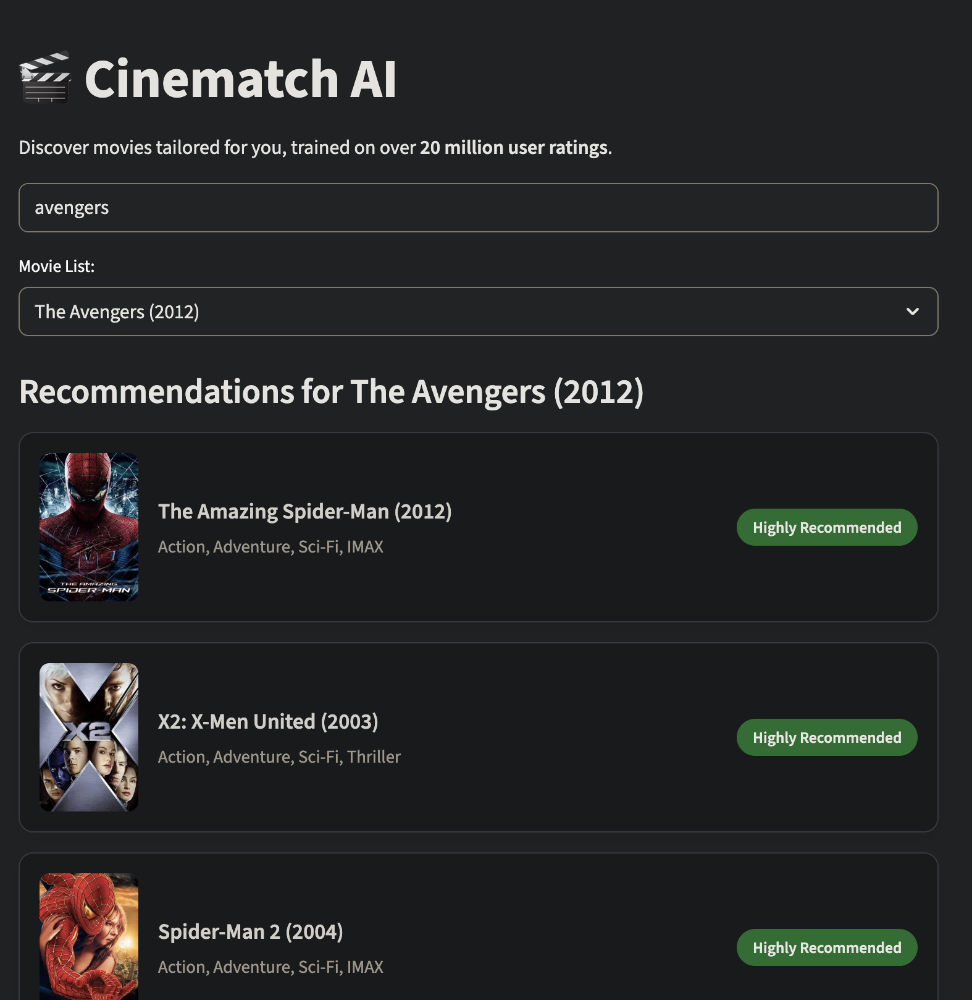 Cinematch AI
Discover movies tailored for you, trained on over 20 million user ratings.
avengers
Movie List:
The Avengers (2012)
Recommendations for The Avengers (2012)
THE AMAZING
SPIDER-MAN
The Amazing Spider-Man (2012)
Action, Adventure, Sci-Fi, IMAX
Highly Recommended
X2
X2: X-Men United (2003)
Action, Adventure, Sci-Fi, Thriller
Highly Recommended
Spider-Man 2 (2004)
Action, Adventure, Sci-Fi, IMAX
Highly Recommended